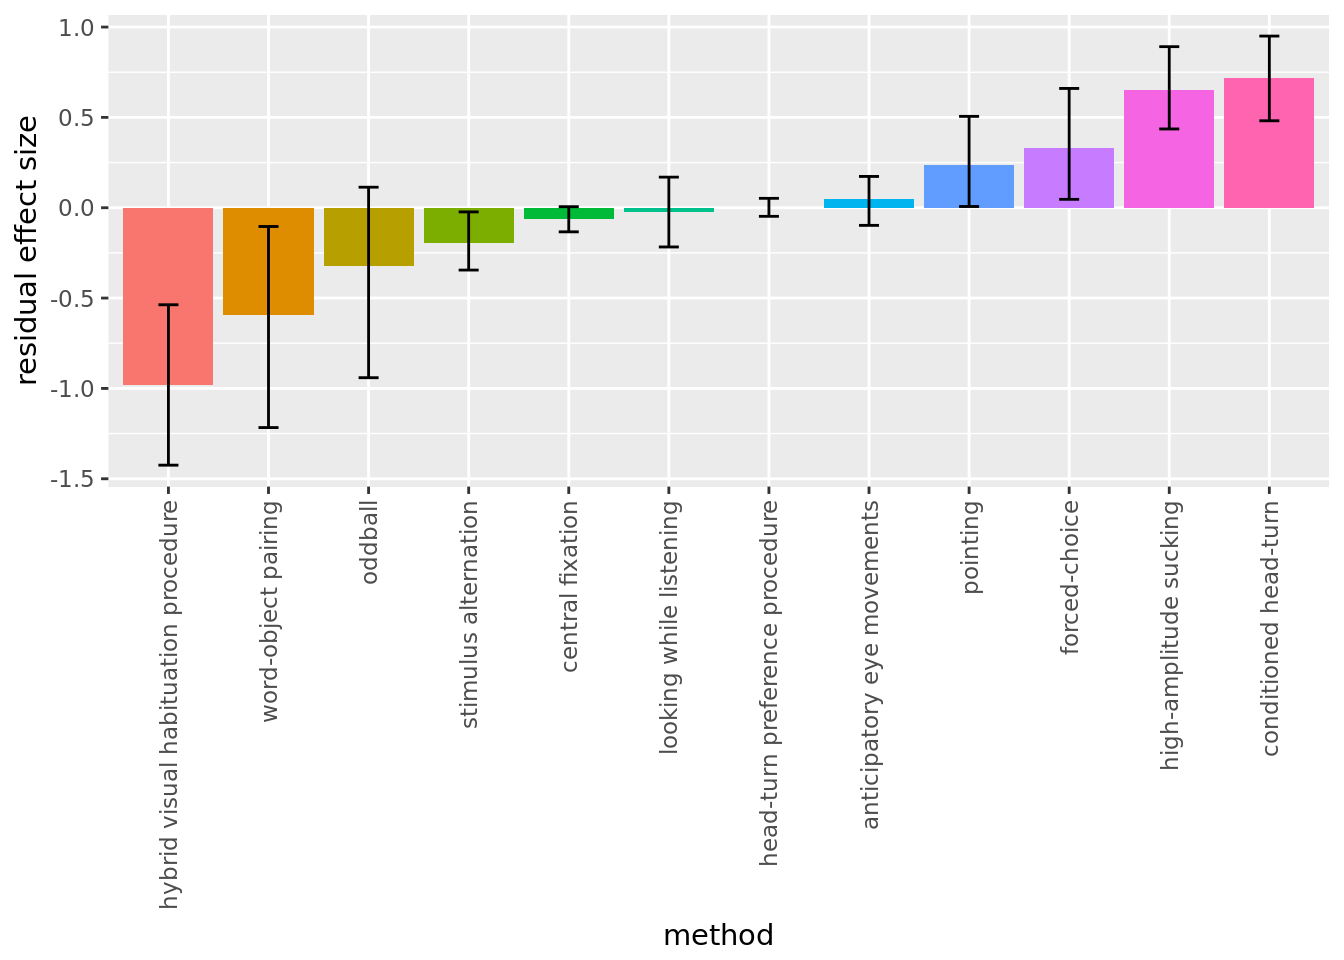 1.0
0.5
0.0
-0.5
-1.0
-1.5
residual effect size
hybrid visual habituation procedure
word-object pairing
oddball
stimulus alternation
central fixation
looking while listening
head-turn preference procedure
anticipatory eye movements
pointing
forced-choice
high-amplitude sucking
conditioned head-turn
method